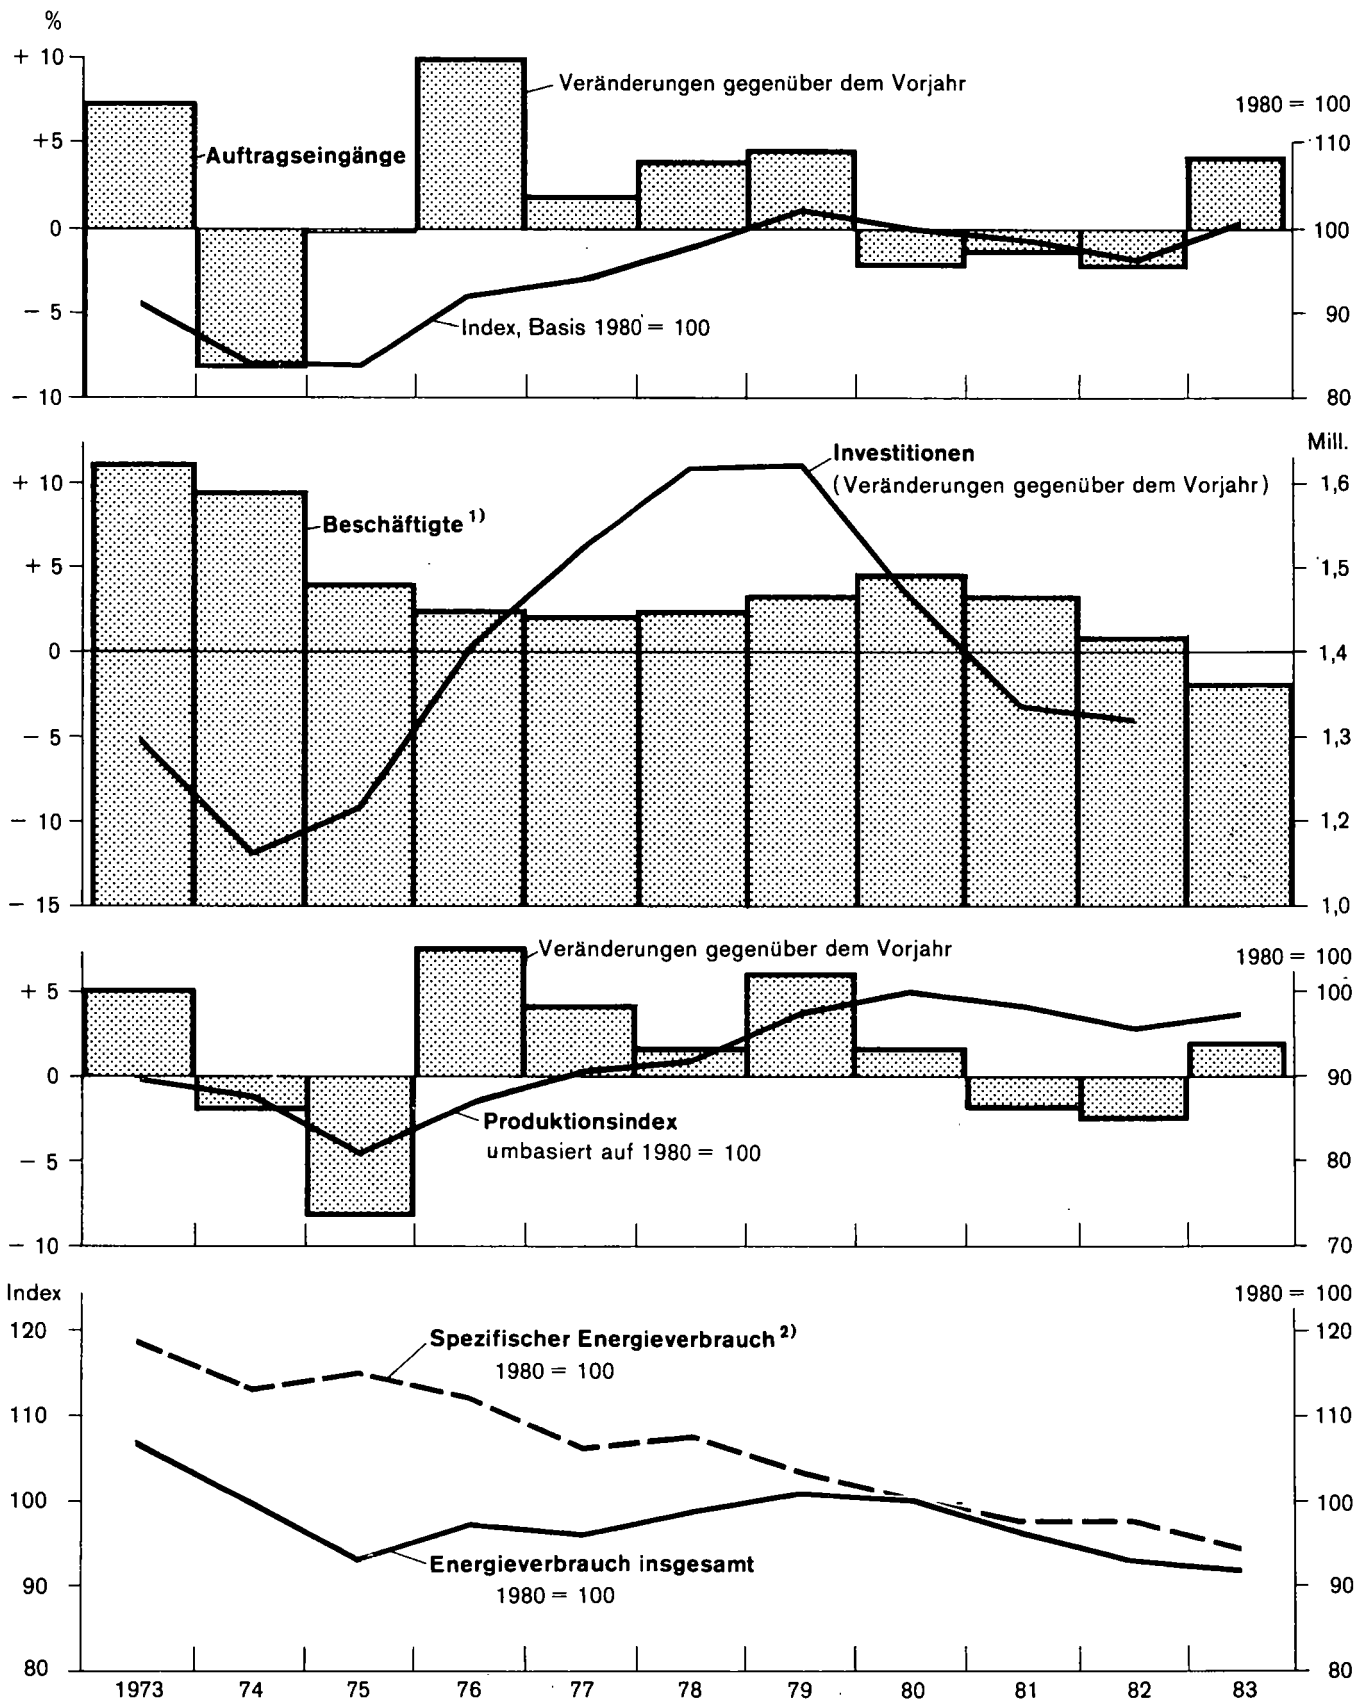 %
+ 10
Veränderungen gegenüber dem Vorjahr
1980 = 100
+5
Auftragseingänge
110
0
100
– 5
Index, Basis 1980 = 100
90
– 10
80
Mill.
+ 10
Investitionen
(Veränderungen gegenüber dem Vorjahr)
1,6
Beschäftigte 1)
+ 5
1,5
0
1,4
– 5
1,3
– 10
1,2
– 15
1,0
Veränderungen gegenüber dem Vorjahr
1980 = 100
+ 5
100
0
90
Produktionsindex
umbasiert auf 1980 = 100
– 5
80
– 10
70
Index
1980 = 100
120
Spezifischer Energieverbrauch 2)
1980 = 100
120
110
110
100
100
Energieverbrauch insgesamt
1980 = 100
90
90
80
80
1973 74 75 76 77 78 79 80 81 82 83